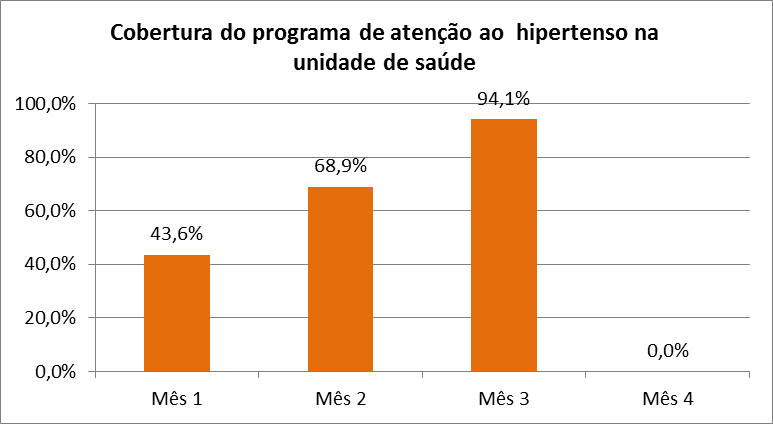 Cobertura do programa de atenção ao  hipertenso na
unidade de saúde
100,0%
80,0%
60,0%
40,0%
20,0%
0,0%
43,6%
68,9%
94,1%
0,0%
Mês 1
Mês 2
Mês 3
Mês 4